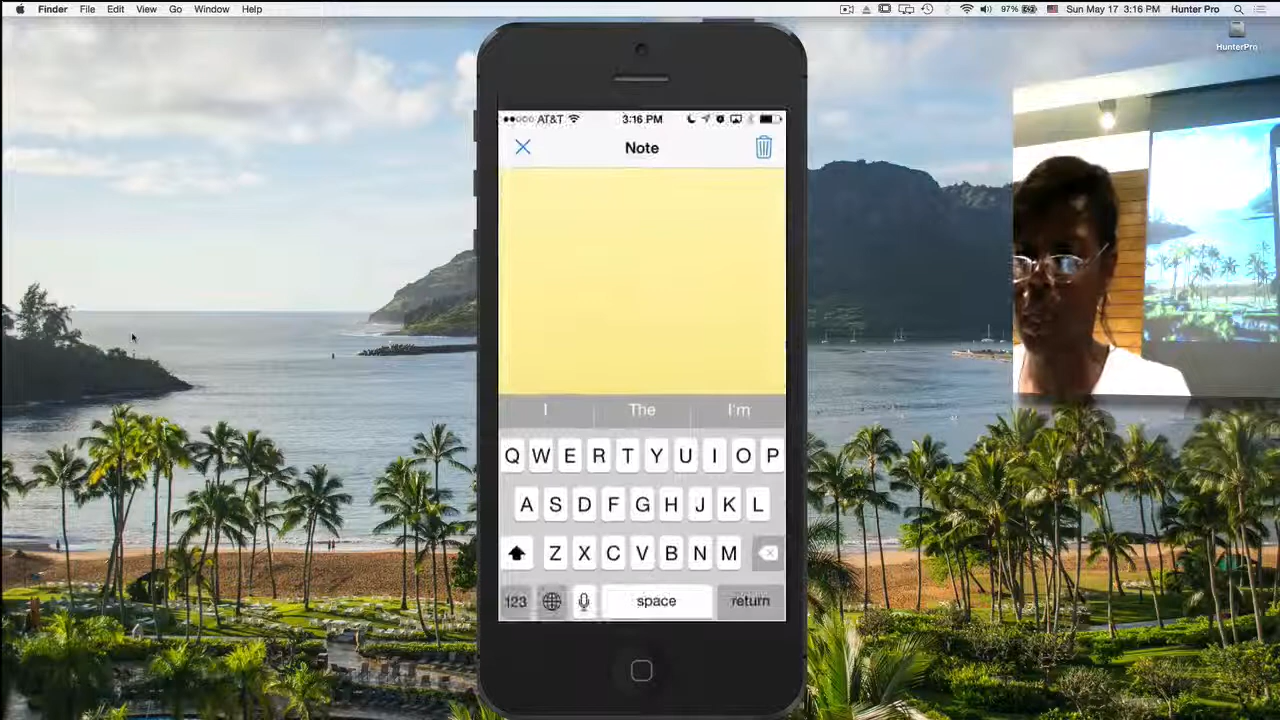 Finder File Edit View Go Window Help 97% Sun May 17 3:16 PM Hunter Pro
HunterPro
AT&T 3:16 PM
Note
I The I'm
Q W E R T Y U I O P
A S D F G H J K L
Z X C V B N M
123 space return